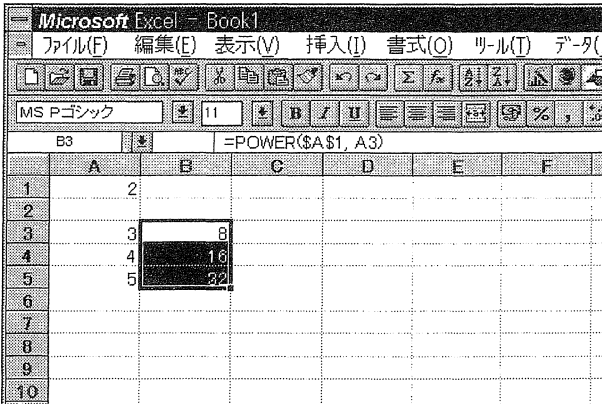 Microsoft Excel - Book1
ファイル(F) 編集(E) 表示(V) 挿入(I) 書式(O) ツール(T) データ(
MS Pゴシック 11 B I U %,
B3 =POWER($A$1, A3)
A B C D E F
1 2
2
3 3 8
4 4 16
5 5 32
6
7
8
9
10